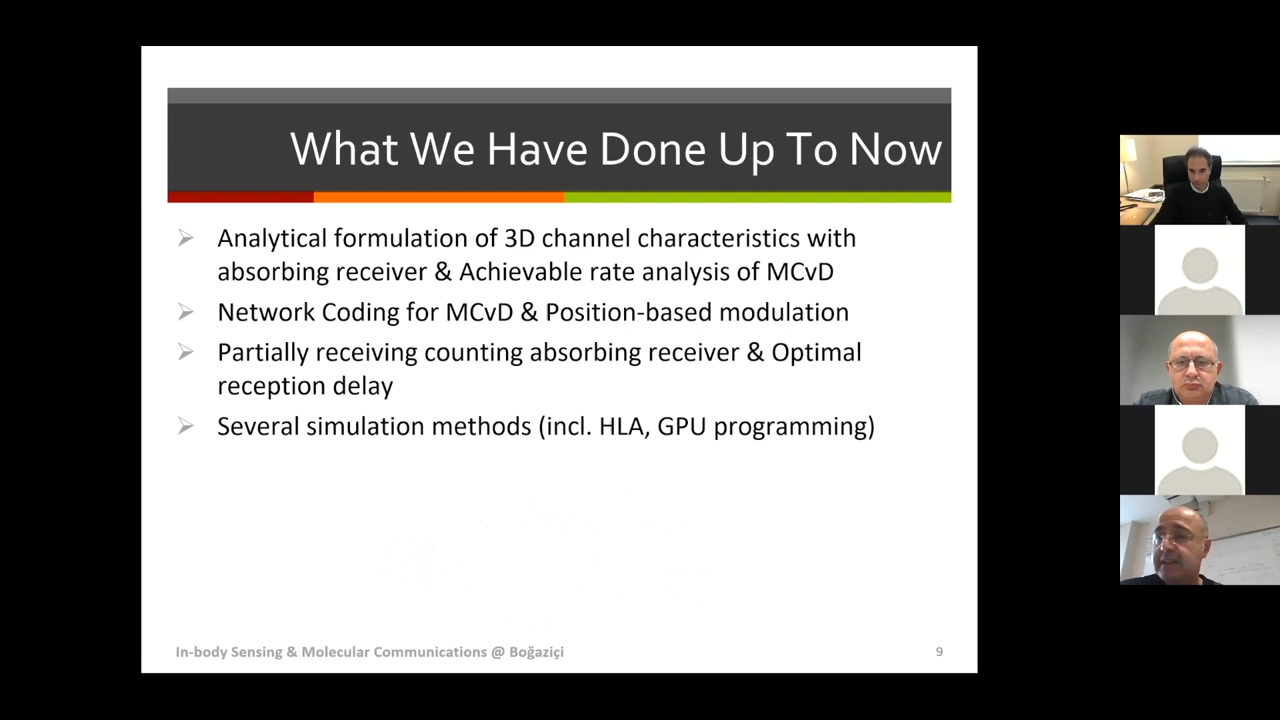 What We Have Done Up To Now
Analytical formulation of 3D channel characteristics with
absorbing receiver & Achievable rate analysis of MCvD
Network Coding for MCvD & Position-based modulation
Partially receiving counting absorbing receiver & Optimal
reception delay
Several simulation methods (incl. HLA, GPU programming)
In-body Sensing & Molecular Communications @ Boğaziçi
9